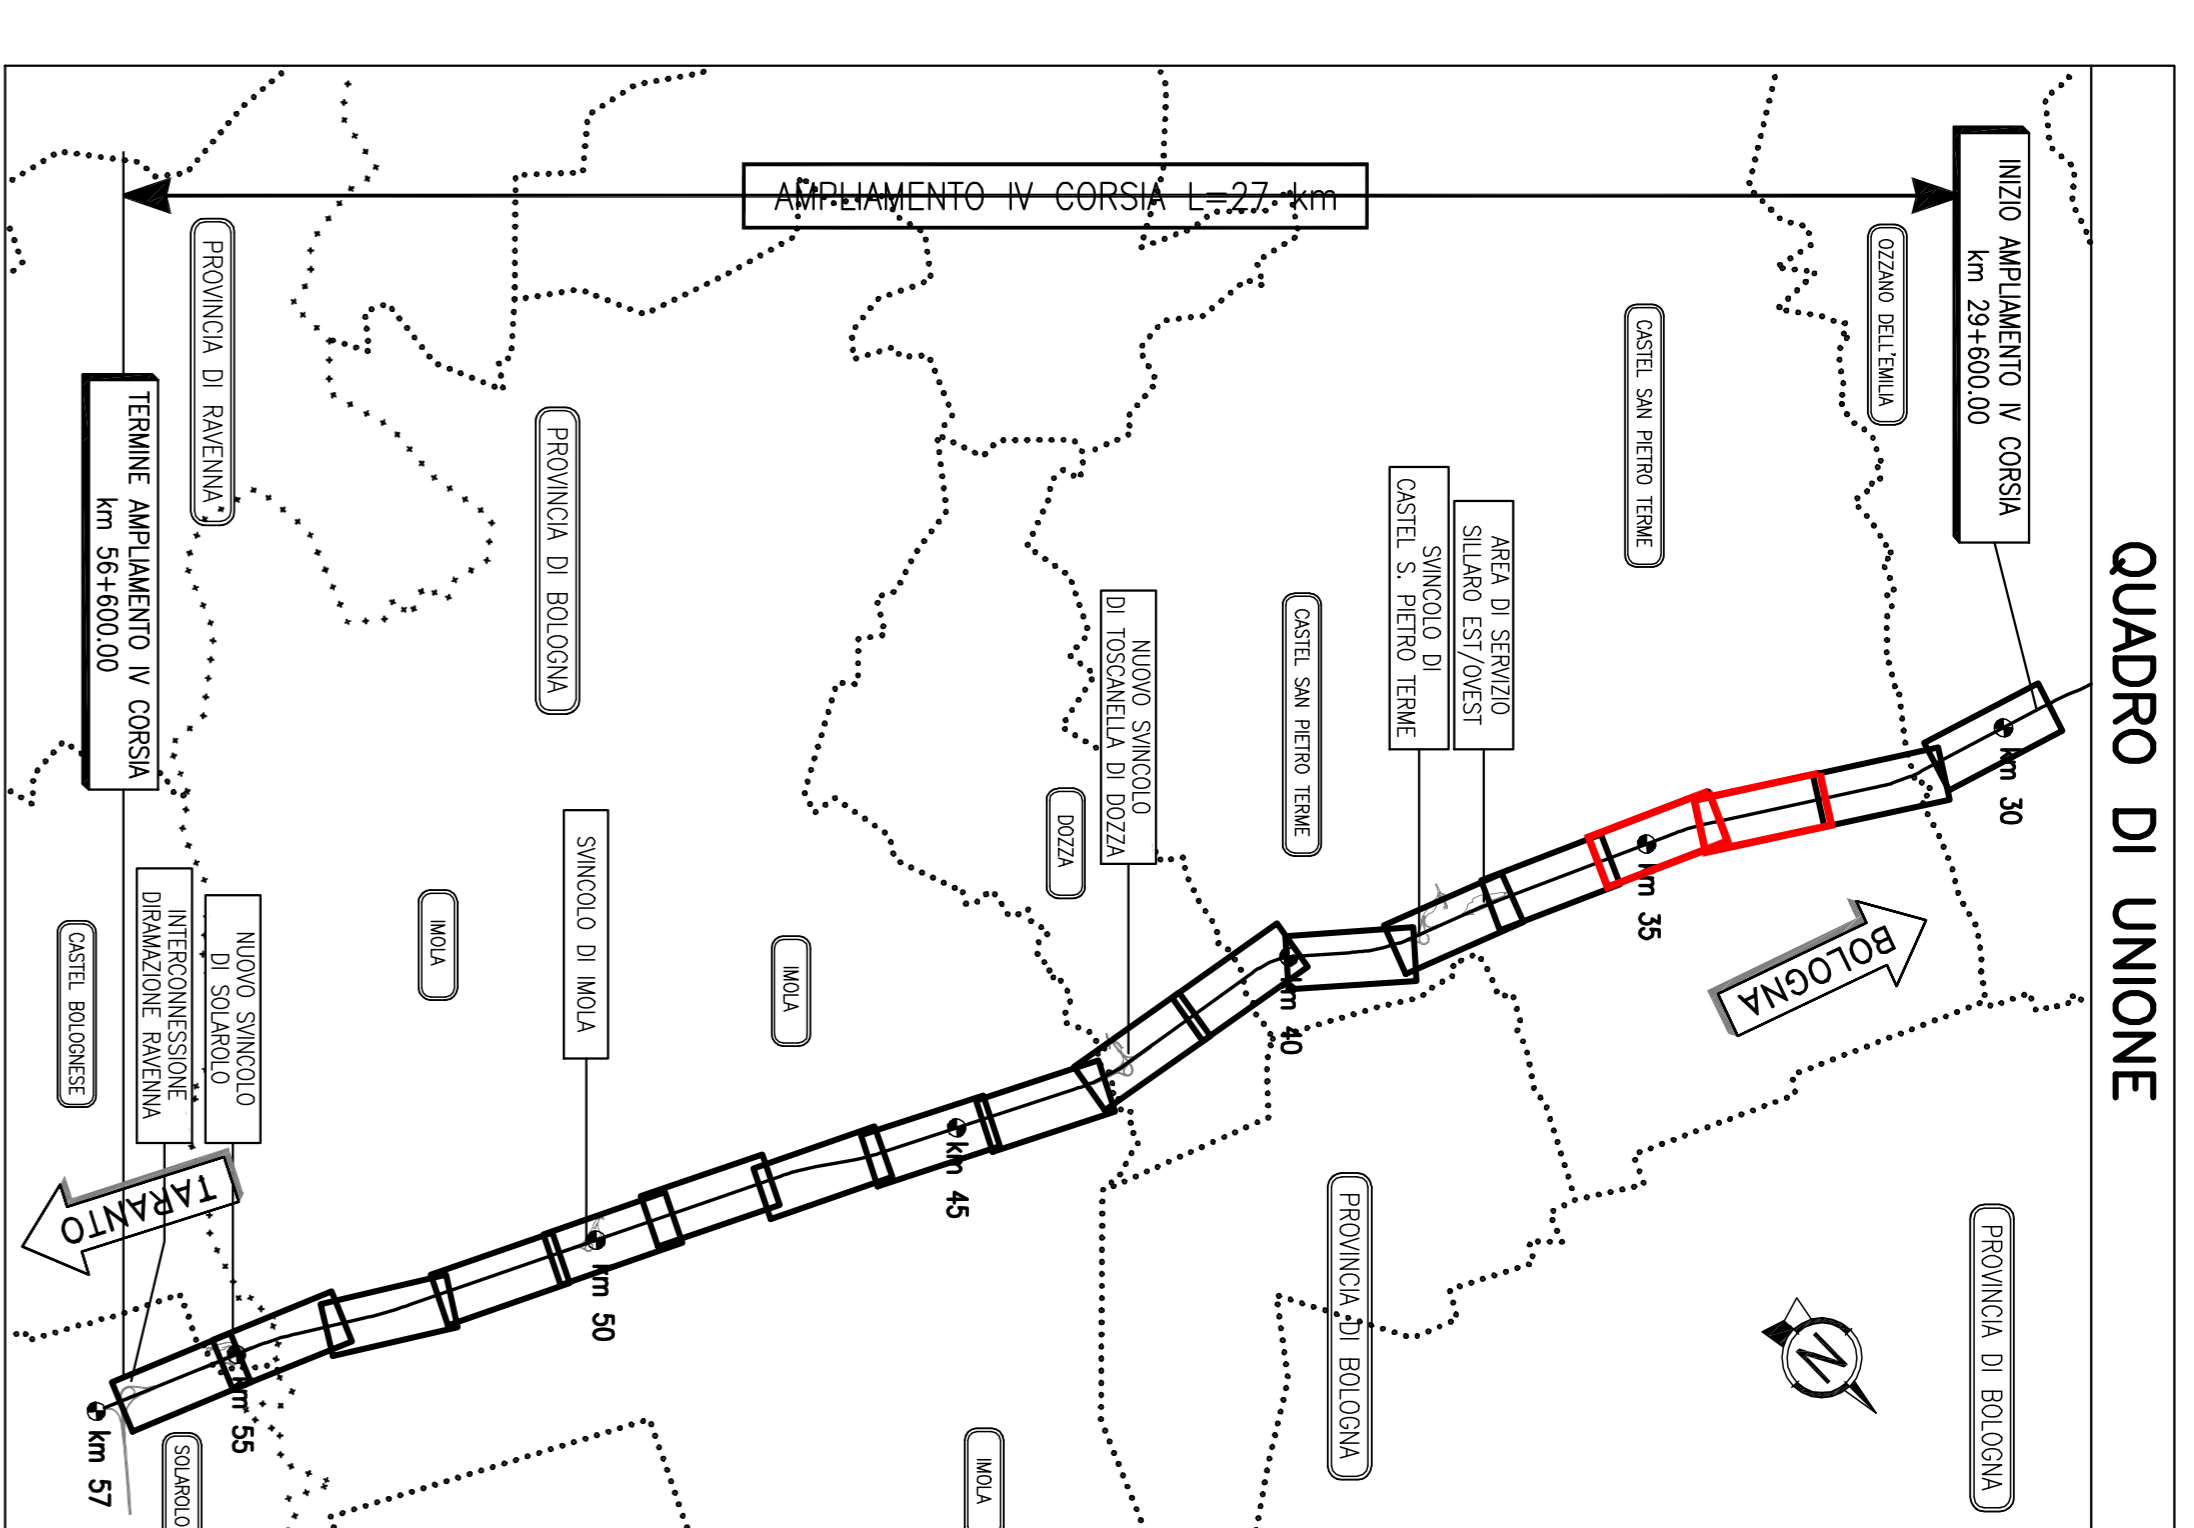 QUADRO DI UNIONE
INIZIO AMPLIAMENTO IV CORSIA
km 29+600.00
OZZANO DELL'EMILIA
CASTEL SAN PIETRO TERME
AREA DI SERVIZIO
SILLARO EST/OVEST
SVINCOLO DI
CASTEL S. PIETRO TERME
AMPLIAMENTO IV CORSIA L=27 km
CASTEL SAN PIETRO TERME
NUOVO SVINCOLO
DI TOSCANELLA DI DOZZA
DOZZA
IMOLA
SVINCOLO DI IMOLA
PROVINCIA DI BOLOGNA
IMOLA
PROVINCIA DI RAVENNA
NUOVO SVINCOLO
DI SOLAROLO
INTERCONNESSIONE
DIRAMAZIONE RAVENNA
TERMINE AMPLIAMENTO IV CORSIA
km 56+600.00
CASTEL BOLOGNESE
km 30
km 35
km 40
km 45
km 50
km 55
km 57
BOLOGNA
TARANTO
PROVINCIA DI BOLOGNA
PROVINCIA DI BOLOGNA
IMOLA
SOLAROLO
N